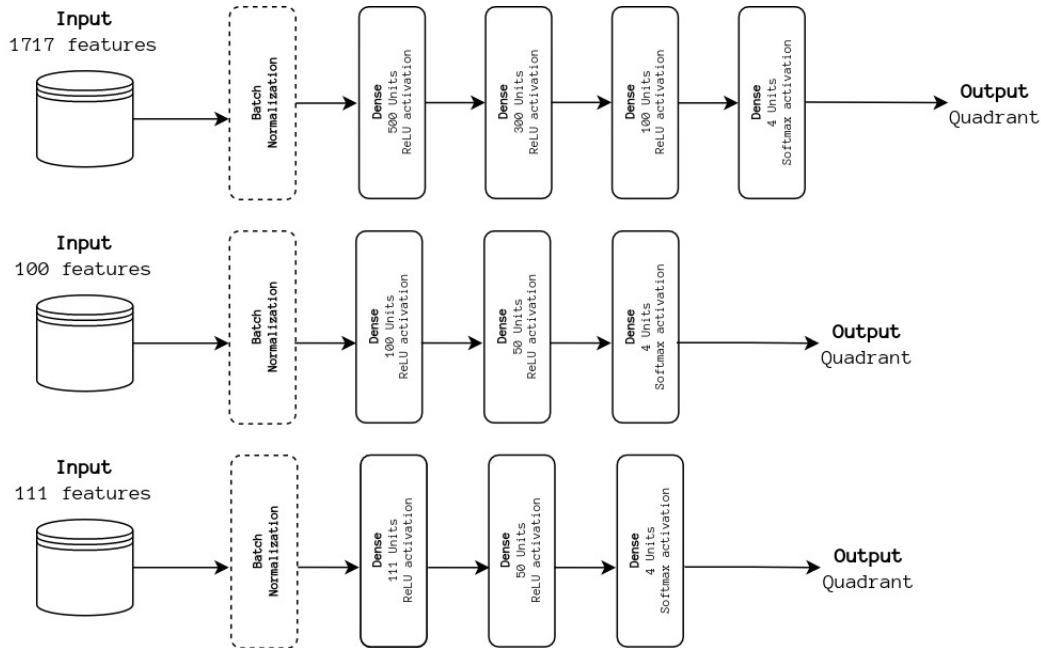 Input
1717 features
Batch
Normalization
Dense
500 Units
ReLU activation
Dense
300 Units
ReLU activation
Dense
100 Units
ReLU activation
Dense
4 Units
Softmax activation
Output
Quadrant
Input
100 features
Batch
Normalization
Dense
100 Units
ReLU activation
Dense
50 Units
ReLU activation
Dense
4 Units
Softmax activation
Output
Quadrant
Input
111 features
Batch
Normalization
Dense
111 Units
ReLU activation
Dense
50 Units
ReLU activation
Dense
4 Units
Softmax activation
Output
Quadrant